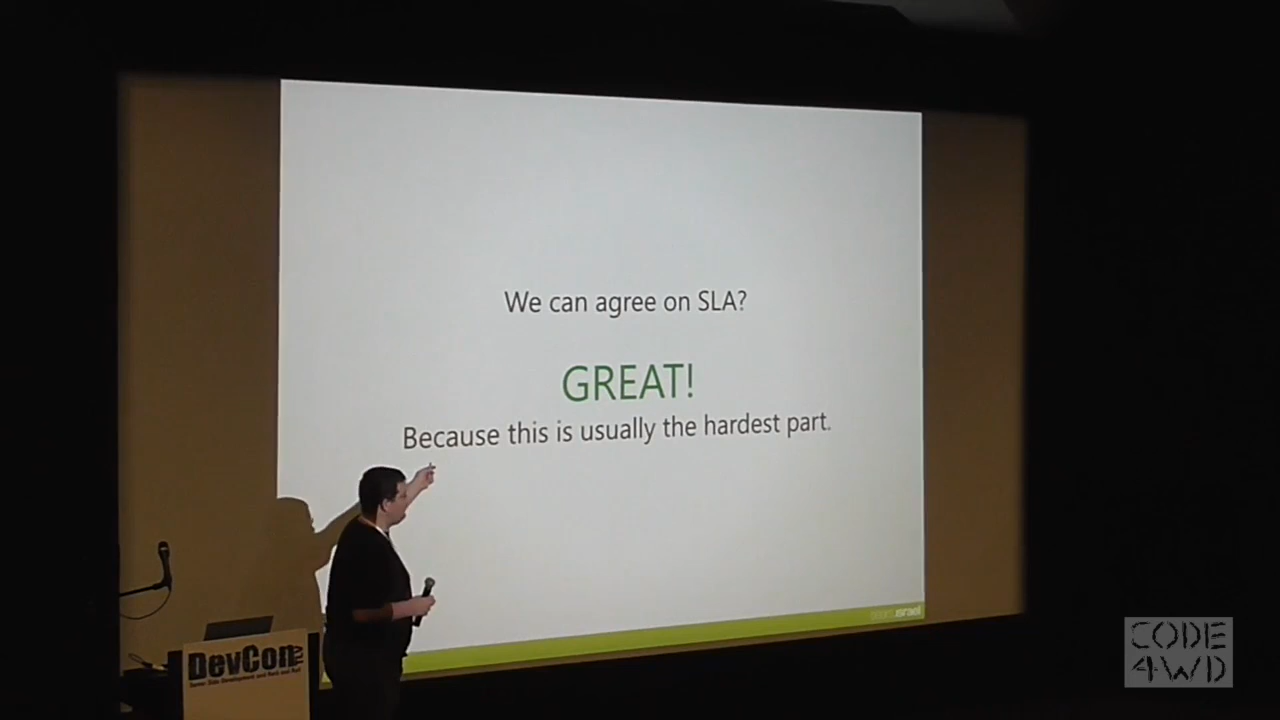 We can agree on SLA?
GREAT!
Because this is usually the hardest part.
DevCon
CODE
4WD